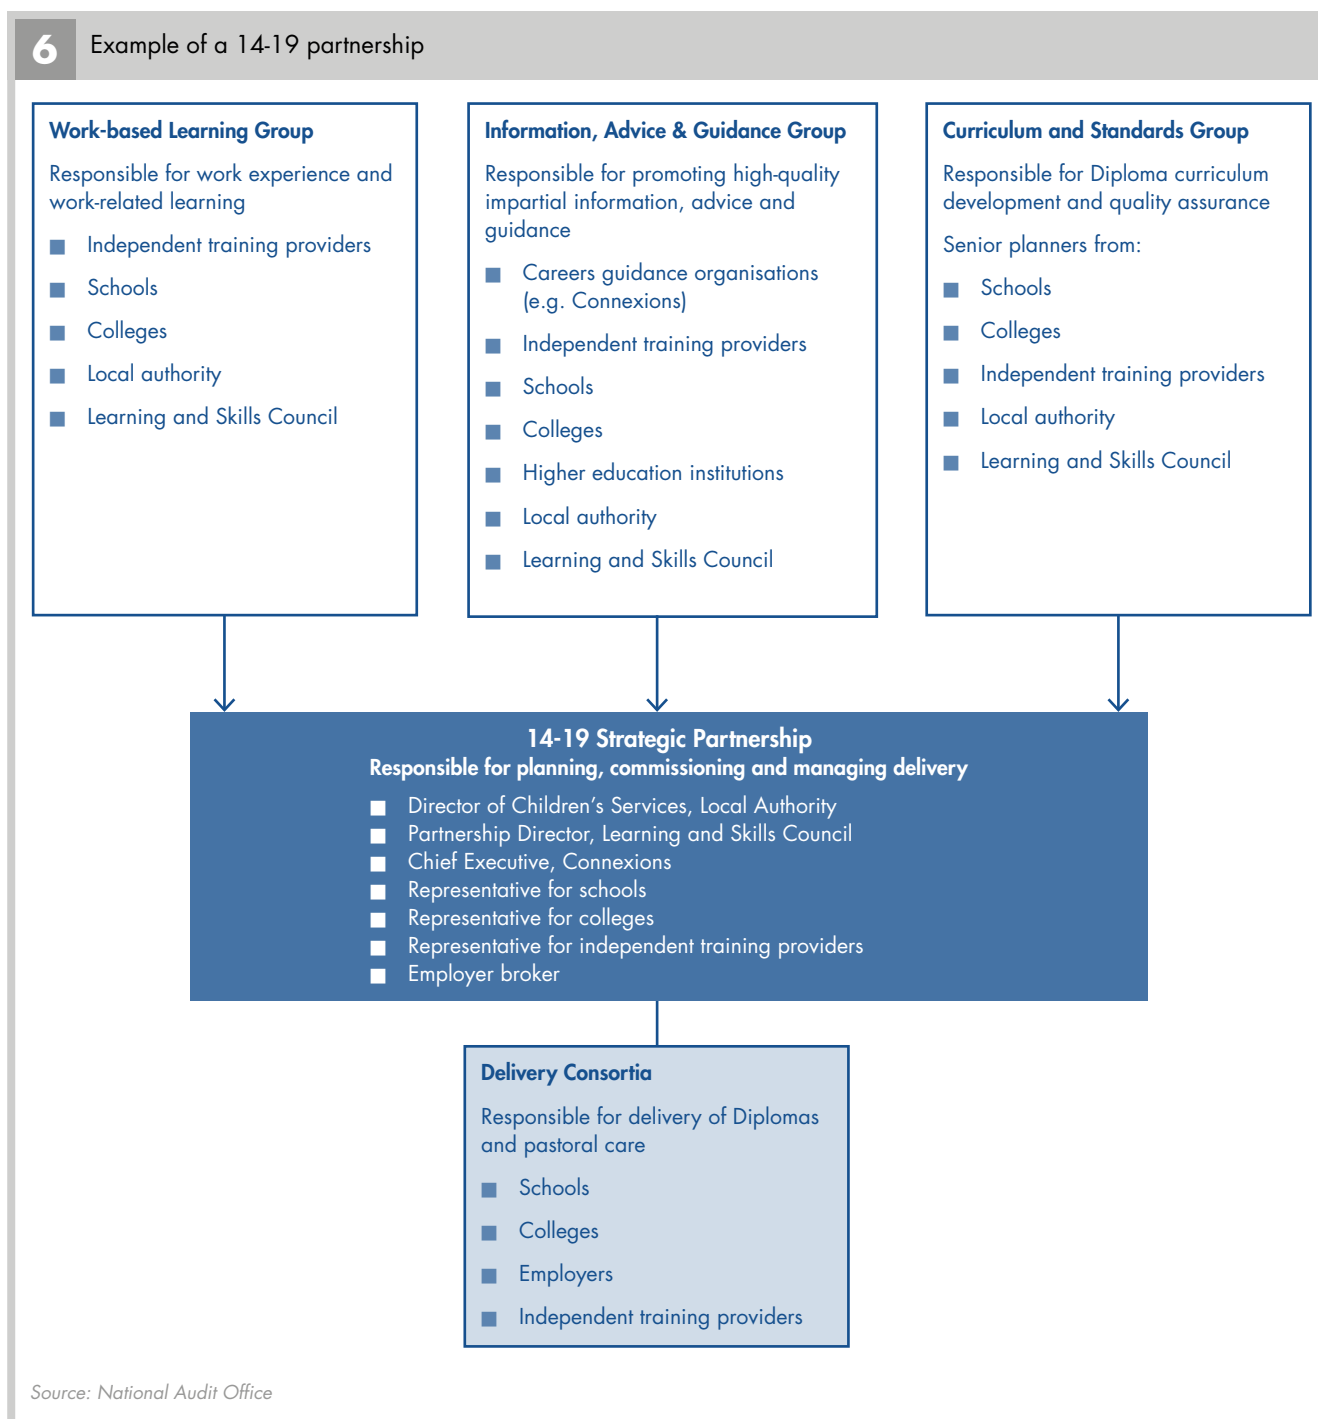 6
Example of a 14-19 partnership
Work-based Learning Group
Responsible for work experience and
work-related learning
Independent training providers
Schools
Colleges
Local authority
Learning and Skills Council
Information, Advice & Guidance Group
Responsible for promoting high-quality
impartial information, advice and
guidance
Careers guidance organisations
(e.g. Connexions)
Independent training providers
Schools
Colleges
Higher education institutions
Local authority
Learning and Skills Council
Curriculum and Standards Group
Responsible for Diploma curriculum
development and quality assurance
Senior planners from:
Schools
Colleges
Independent training providers
Local authority
Learning and Skills Council
14-19 Strategic Partnership
Responsible for planning, commissioning and managing delivery
Director of Children’s Services, Local Authority
Partnership Director, Learning and Skills Council
Chief Executive, Connexions
Representative for schools
Representative for colleges
Representative for independent training providers
Employer broker
Delivery Consortia
Responsible for delivery of Diplomas
and pastoral care
Schools
Colleges
Employers
Independent training providers
Source: National Audit Office